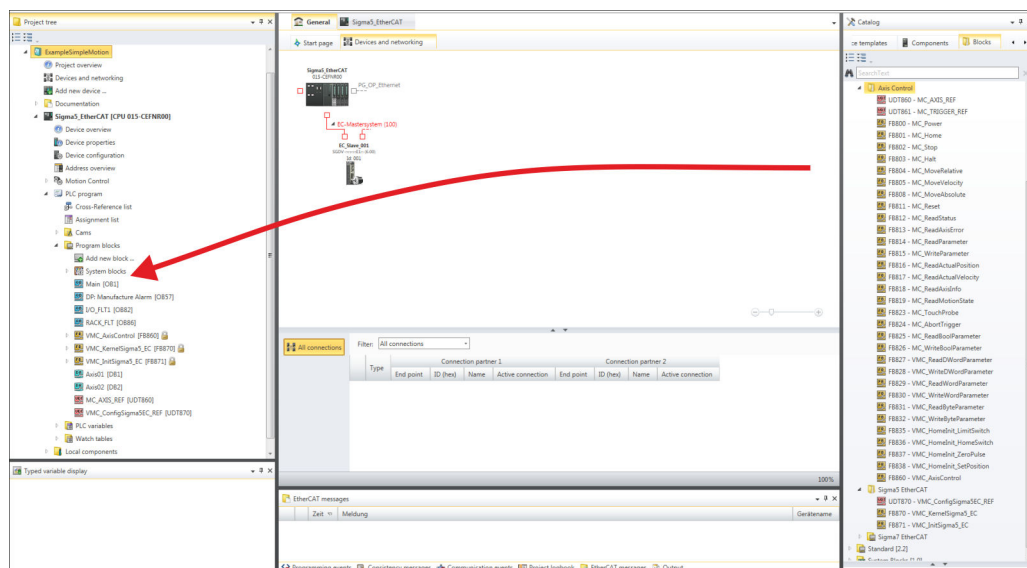 Project tree
ExampleSimpleMotion
Project overview
Devices and networking
Add new device ...
Documentation
Sigma5_EtherCAT [CPU 015-CEFNR00]
Device overview
Device properties
Device configuration
Address overview
Motion Control
PLC program
Cross-Reference list
Assignment list
Cams
Program blocks
Add new block ...
System blocks
Main [OB1]
DPi Manufacture Alarm [OB57]
I/O_FLT1 [OB82]
RACK_FLT [OB86]
VMC_AxisControl [FB860]
VMC_KernelSigma5_EC [FB870]
VMC_InitSigma5_EC [FB871]
Axis01 [DB1]
Axis02 [DB2]
MC_AXIS_REF [UDT860]
VMC_ConfigSigma5EC_REF [UDT870]
PLC variables
Watch tables
Local components
Typed variable display
General
Sigma5_EtherCAT
Start page
Devices and networking
Sigma5_EtherCAT
015-CEFNR00
PG_OP_Ethernet
EC-Mastersystem (100)
EC_Slave_001
Id_001
All connections
Filter:
All connections
Type
Connection partner 1
Connection partner 2
End point
ID (hex)
Name
Active connection
End point
ID (hex)
Name
Active connection
100%
EtherCAT messages
Zeit
Meldung
Gerätename
Programming events
Consistency messages
Communication events
Project logbook
EtherCAT messages
Output
Catalog
ce templates
Components
Blocks
SearchText
Axis Control
UDT860 - MC_AXIS_REF
UDT861 - MC_TRIGGER_REF
FB800 - MC_Power
FB801 - MC_Home
FB802 - MC_Stop
FB803 - MC_Halt
FB804 - MC_MoveRelative
FB805 - MC_MoveVelocity
FB808 - MC_MoveAbsolute
FB811 - MC_Reset
FB812 - MC_ReadStatus
FB813 - MC_ReadAxisError
FB814 - MC_ReadParameter
FB815 - MC_WriteParameter
FB816 - MC_ReadActualPosition
FB817 - MC_ReadActualVelocity
FB818 - MC_ReadAxisInfo
FB819 - MC_ReadMotionState
FB823 - MC_TouchProbe
FB824 - MC_AbortTrigger
FB825 - MC_ReadBoolParameter
FB826 - MC_WriteBoolParameter
FB827 - VMC_ReadDWordParameter
FB828 - VMC_WriteDWordParameter
FB829 - VMC_ReadWordParameter
FB830 - VMC_WriteWordParameter
FB831 - VMC_ReadByteParameter
FB832 - VMC_WriteByteParameter
FB835 - VMC_HomeInit_LimitSwitch
FB836 - VMC_HomeInit_HomeSwitch
FB837 - VMC_HomeInit_ZeroPulse
FB838 - VMC_HomeInit_SetPosition
FB860 - VMC_AxisControl
Sigma5 EtherCAT
UDT870 - VMC_ConfigSigma5EC_REF
FB870 - VMC_KernelSigma5_EC
FB871 - VMC_InitSigma5_EC
Sigma7 EtherCAT
Standard [2.2]